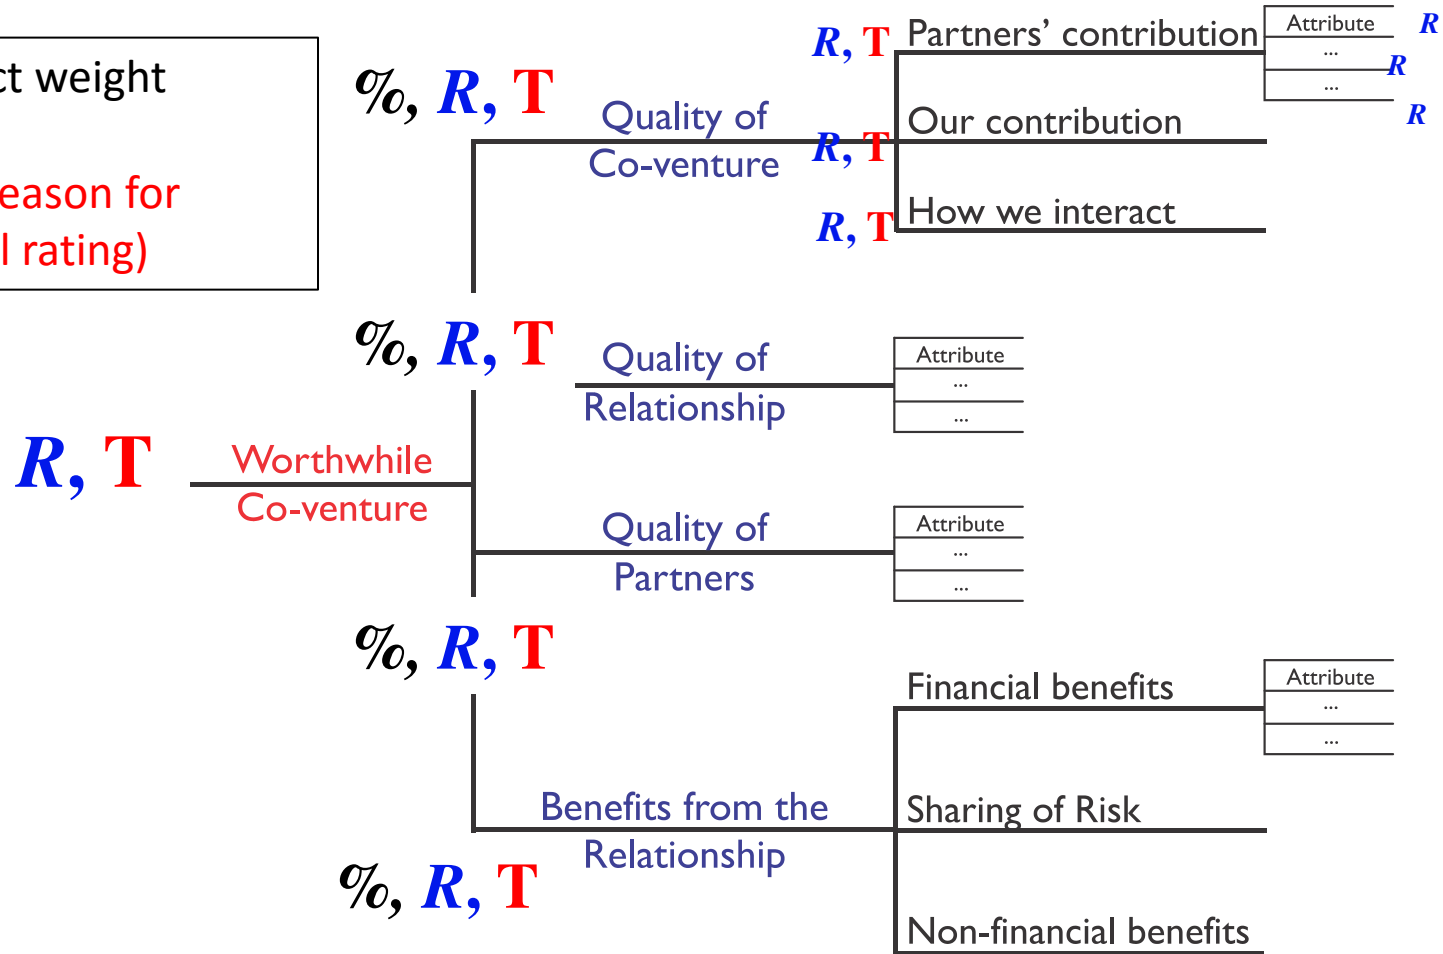 ct weight
eason for
l rating)
%, R, T
Quality of
Co-venture
R, T
Partners’ contribution
Attribute
...
...
R
R
R
R, T
Our contribution
R, T
How we interact
%, R, T
Quality of
Relationship
Attribute
...
...
R, T
Worthwhile
Co-venture
Quality of
Partners
Attribute
...
...
%, R, T
Benefits from the
Relationship
%, R, T
Financial benefits
Attribute
...
...
Sharing of Risk
Non-financial benefits